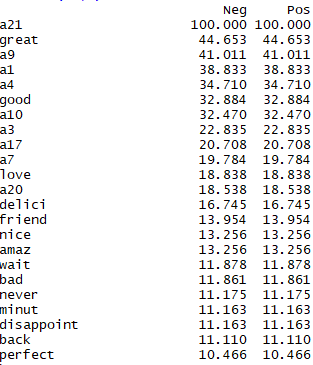 Neg Pos
a21 100.000 100.000
great 44.653 44.653
a9 41.011 41.011
a1 38.833 38.833
a4 34.710 34.710
good 32.884 32.884
a10 32.470 32.470
a3 22.835 22.835
a17 20.708 20.708
a7 19.784 19.784
love 18.838 18.838
a20 18.538 18.538
delici 16.745 16.745
friend 13.954 13.954
nice 13.256 13.256
amaz 13.256 13.256
wait 11.878 11.878
bad 11.861 11.861
never 11.175 11.175
minut 11.163 11.163
disappoint 11.163 11.163
back 11.110 11.110
perfect 10.466 10.466